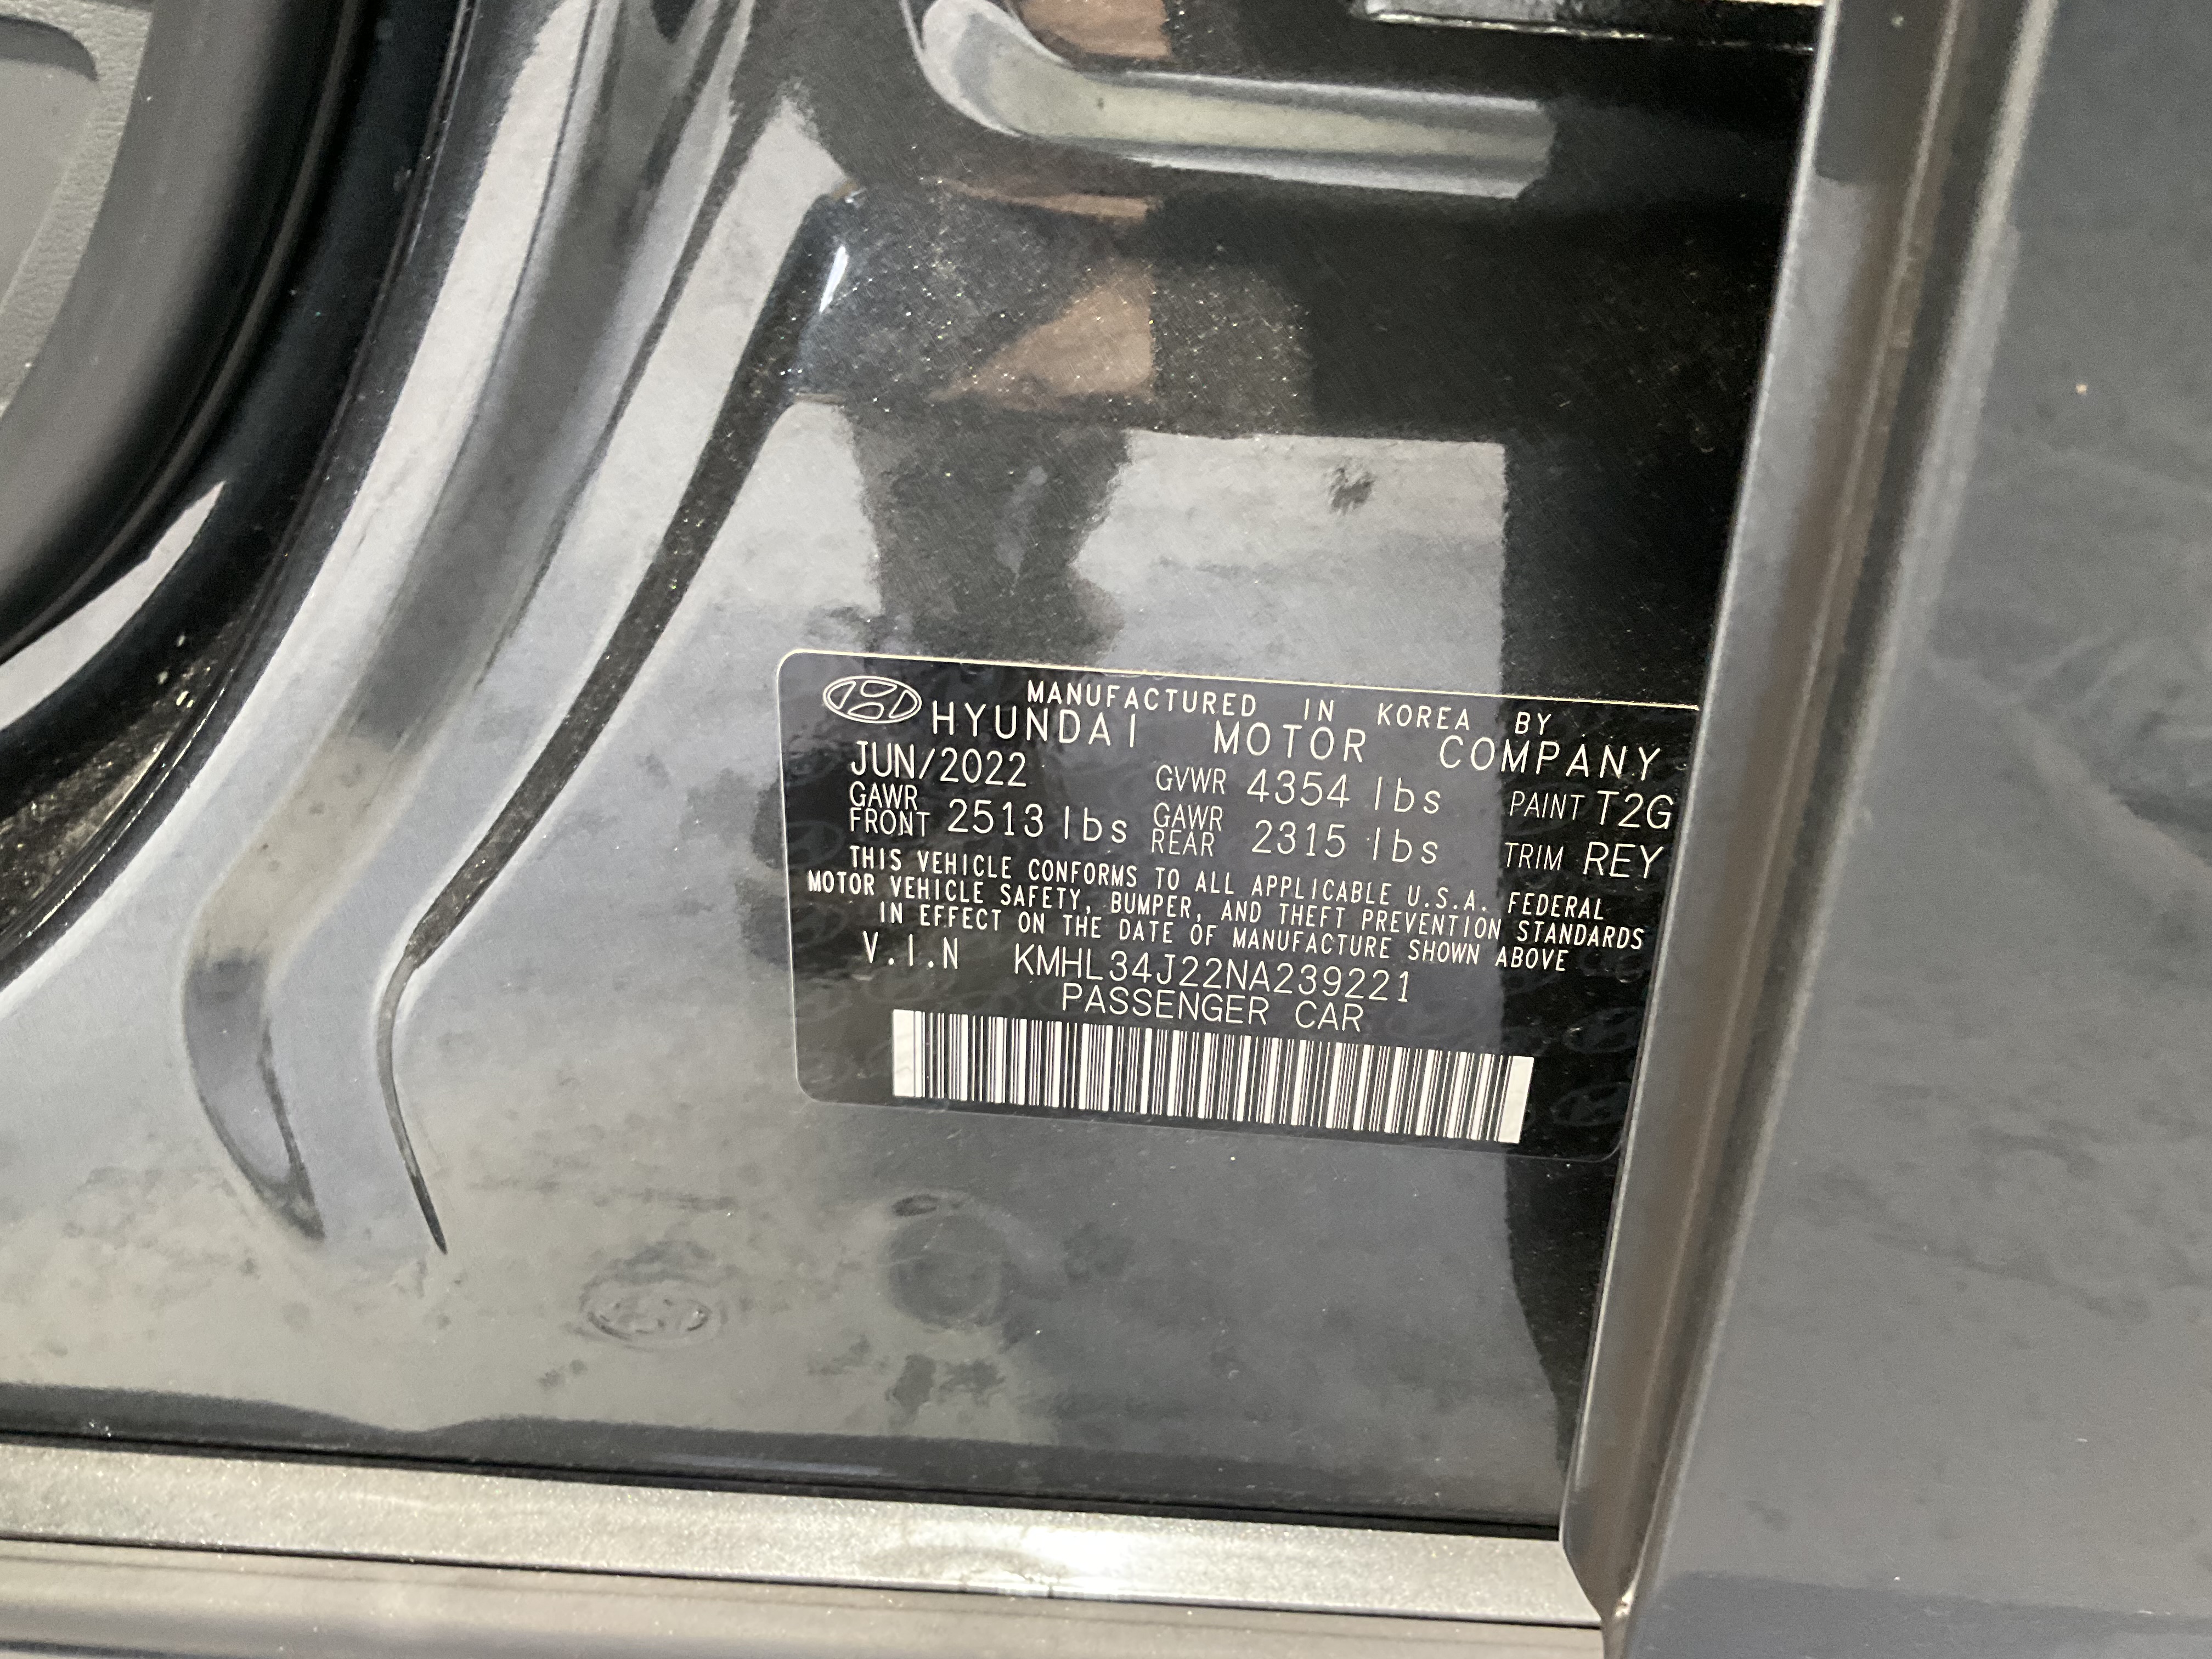 MANUFACTURED IN KOREA BY
HYUNDAI MOTOR COMPANY
JUN/2022 GVWR 4354 lbs PAINT T2G
GAWR FRONT 2513 lbs GAWR REAR 2315 lbs TRIM REY
THIS VEHICLE CONFORMS TO ALL APPLICABLE U.S.A. FEDERAL
MOTOR VEHICLE SAFETY, BUMPER, AND THEFT PREVENTION STANDARDS
IN EFFECT ON THE DATE OF MANUFACTURE SHOWN ABOVE
V.I.N KMHL34J22NA239221
PASSENGER CAR